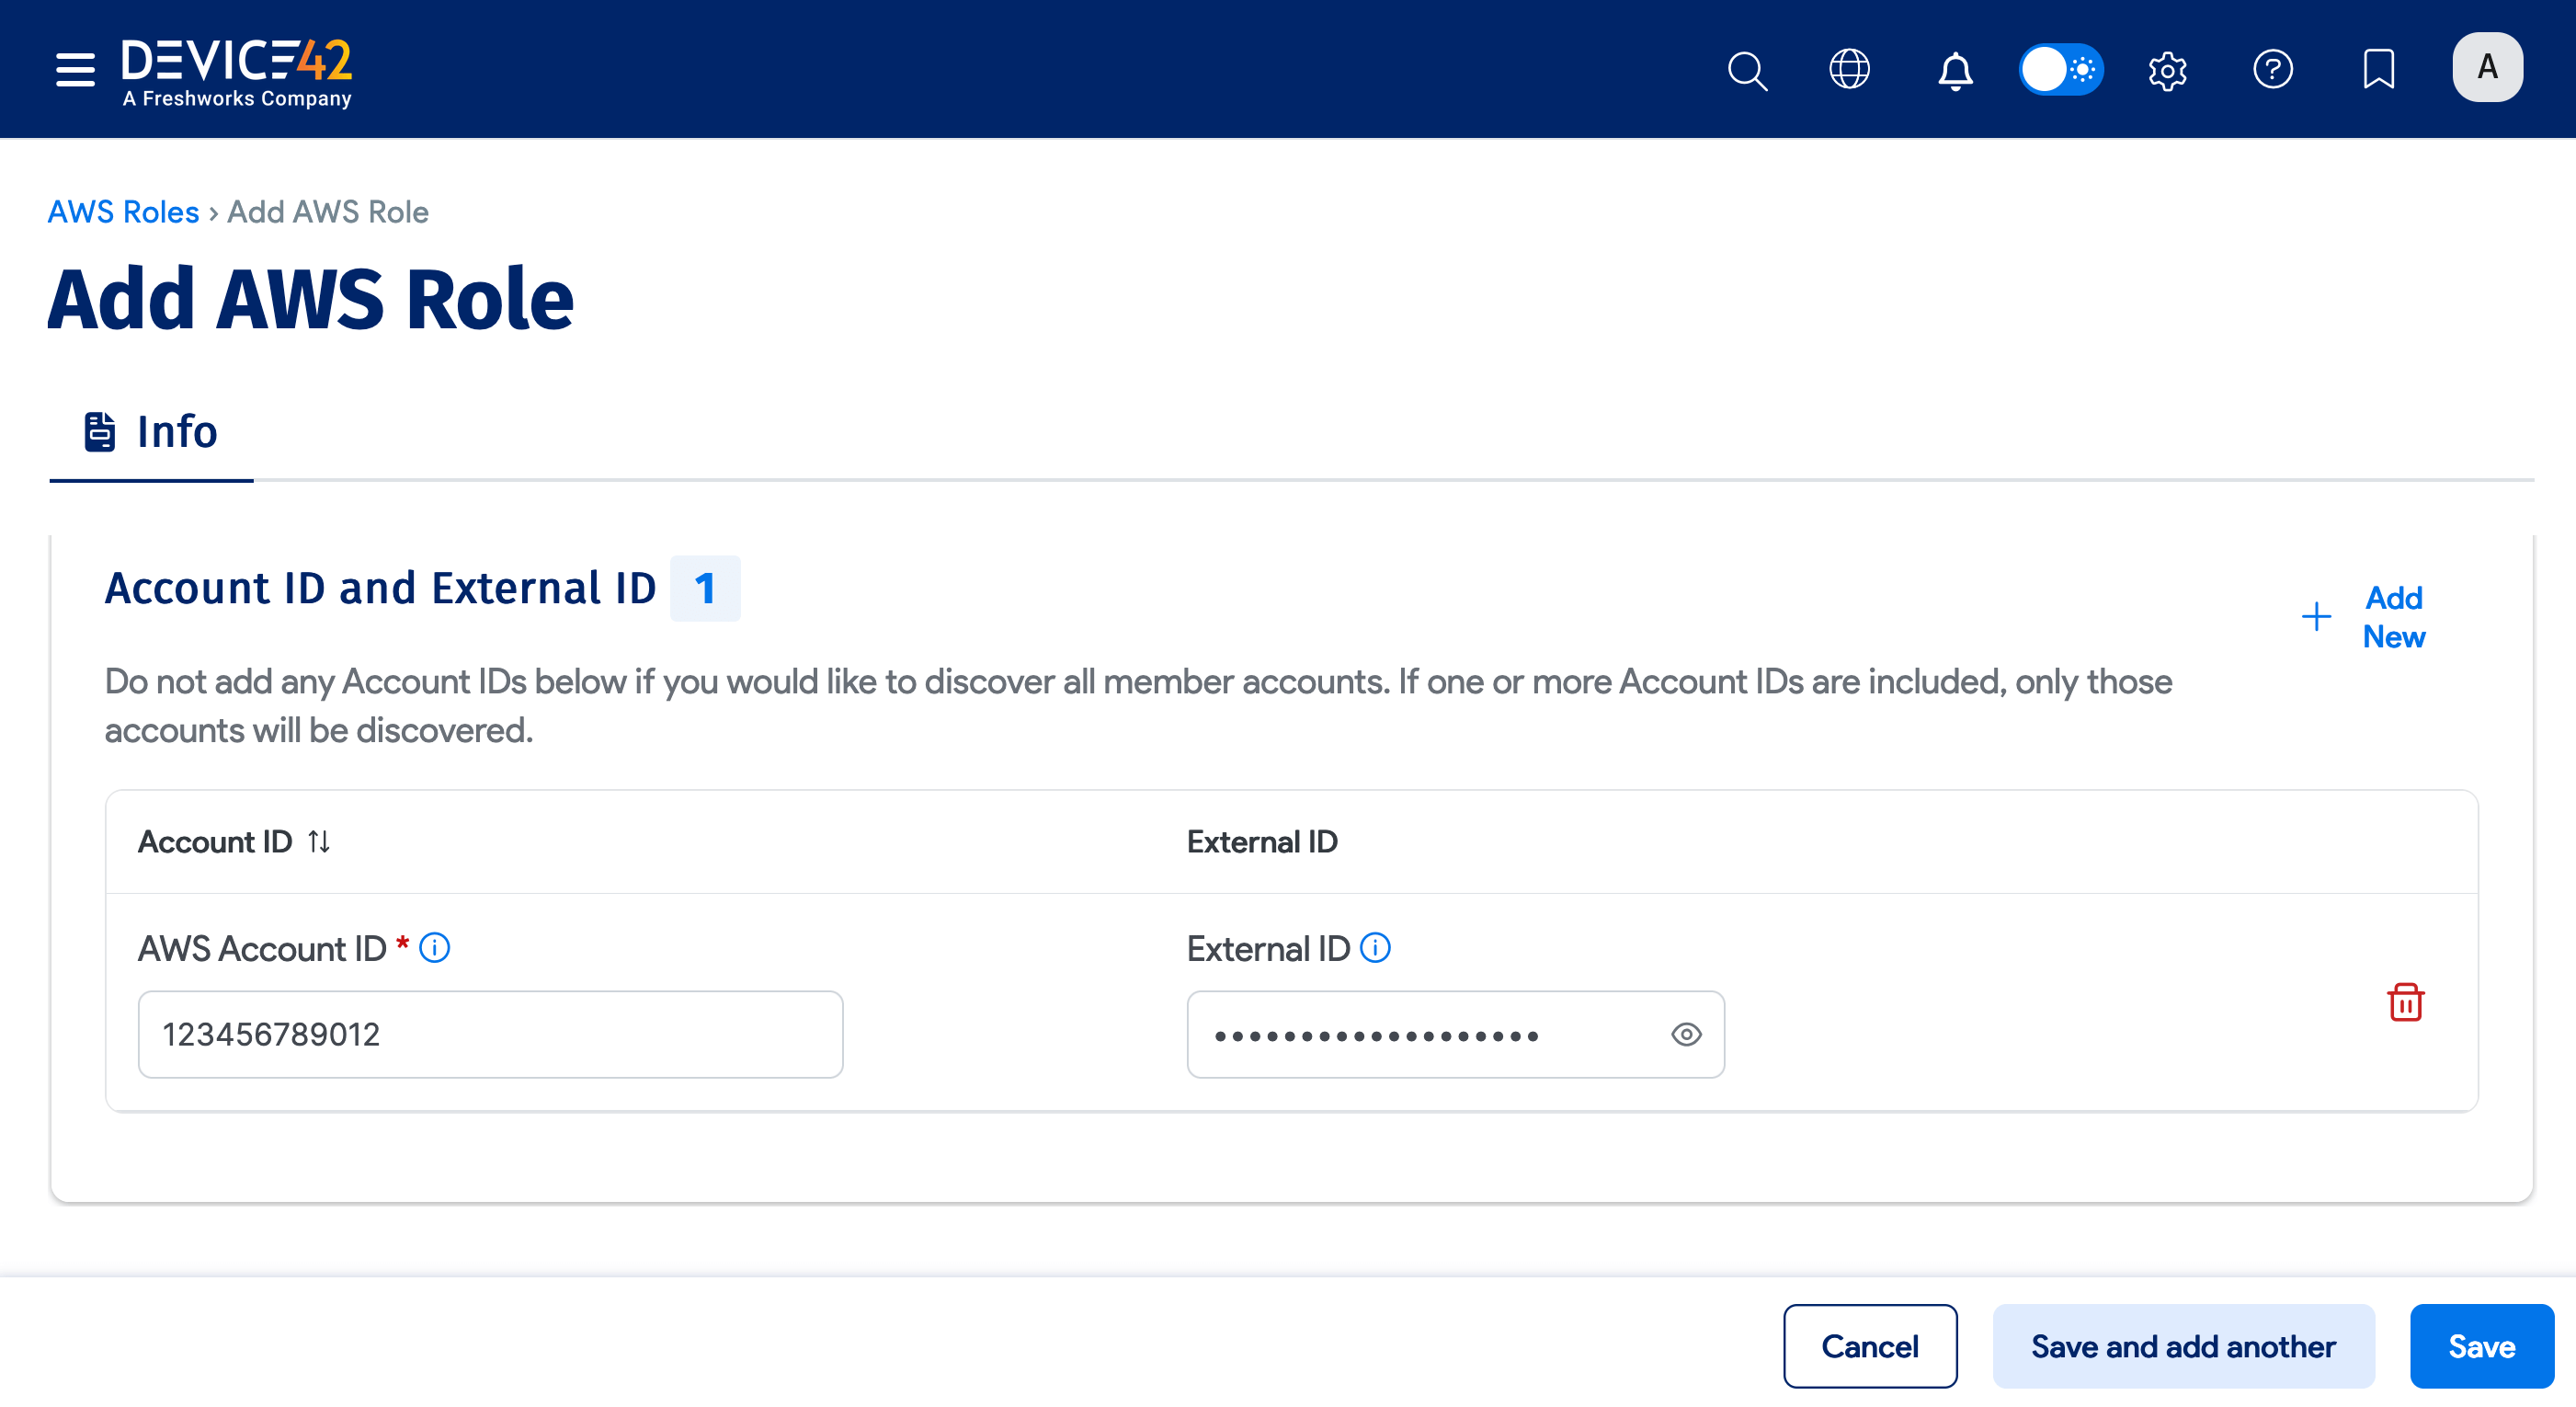 DEVICE42
A Freshworks Company
A
AWS Roles › Add AWS Role
Add AWS Role
Info
Account ID and External ID 1
Add
New
Do not add any Account IDs below if you would like to discover all member accounts. If one or more Account IDs are included, only those
accounts will be discovered.
Account ID External ID
AWS Account ID * External ID
123456789012 •••••••••••••••••••
Cancel Save and add another Save